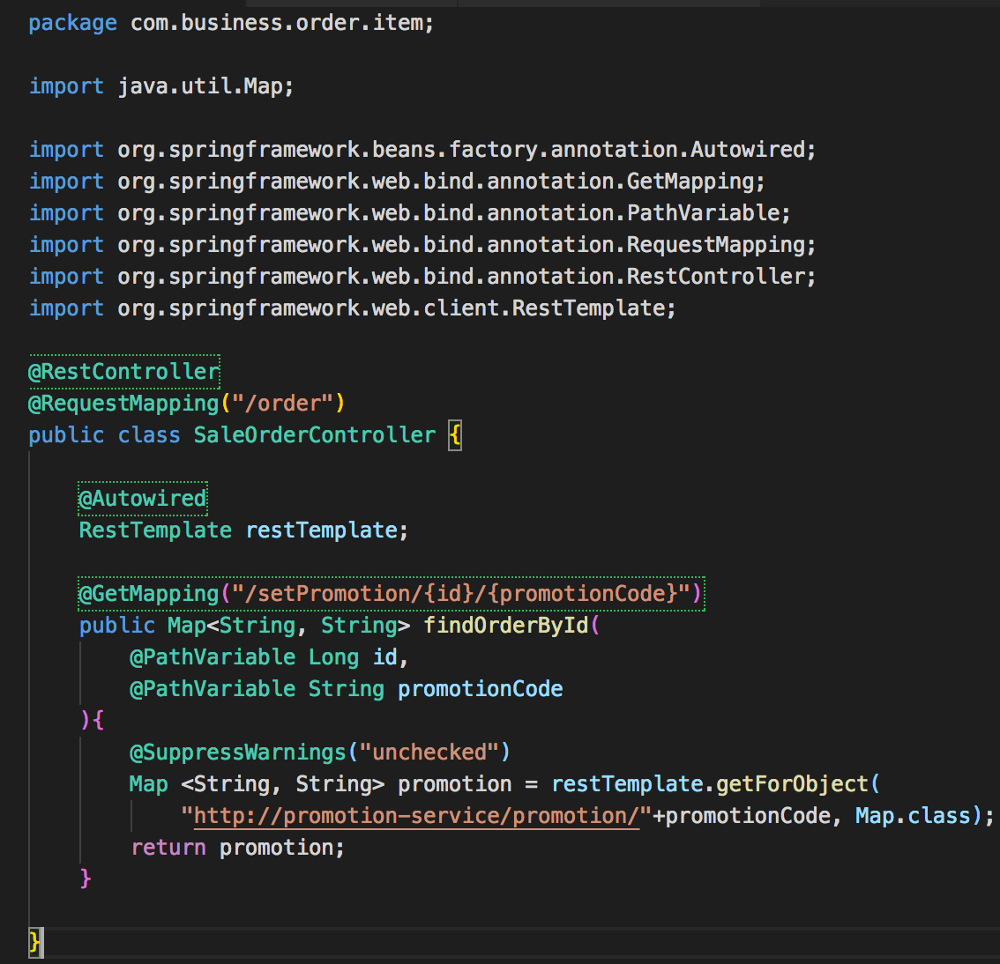 package com.business.order.item;
import java.util.Map;
import org.springframework.beans.factory.annotation.Autowired;
import org.springframework.web.bind.annotation.GetMapping;
import org.springframework.web.bind.annotation.PathVariable;
import org.springframework.web.bind.annotation.RequestMapping;
import org.springframework.web.bind.annotation.RestController;
import org.springframework.web.client.RestTemplate;
@RestController
@RequestMapping("/order")
public class SaleOrderController {
@Autowired
RestTemplate restTemplate;
@GetMapping("/setPromotion/{id}/{promotionCode}")
public Map<String, String> findOrderById(
@PathVariable Long id,
@PathVariable String promotionCode
){
@SuppressWarnings("unchecked")
Map <String, String> promotion = restTemplate.getForObject(
"http://promotion-service/promotion/"+promotionCode, Map.class);
return promotion;
}
}